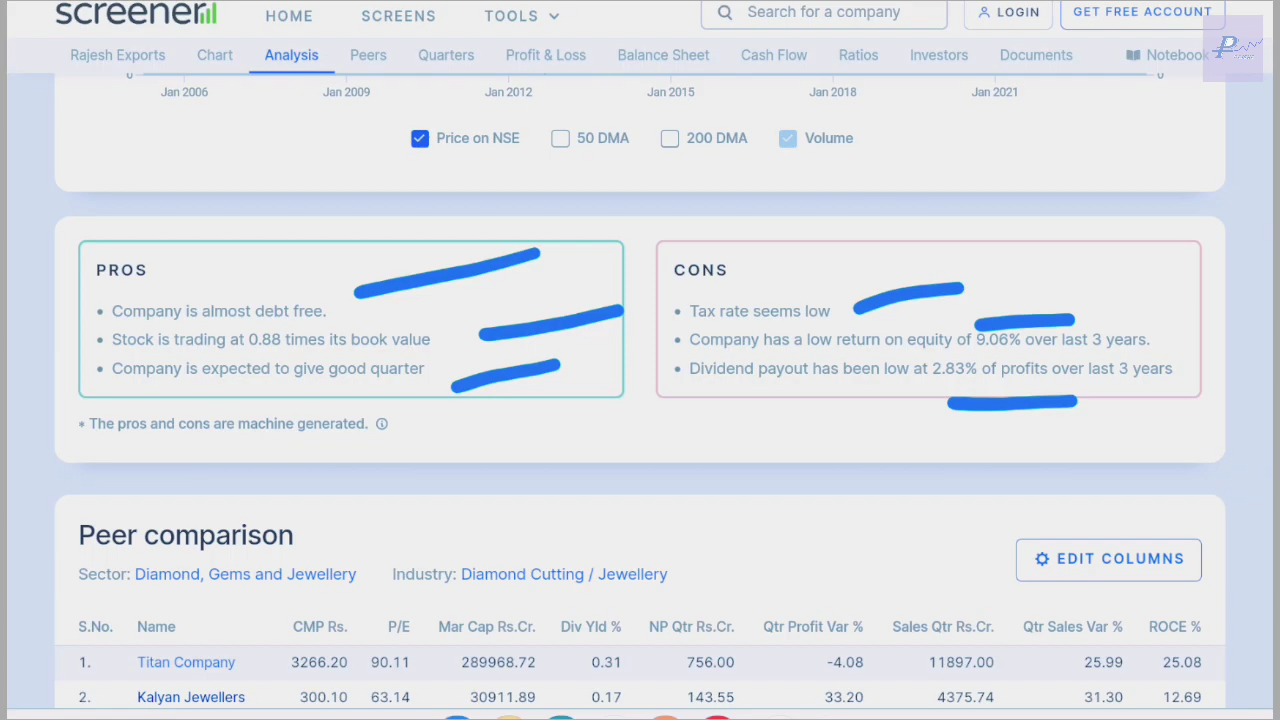 screener
HOME SCREENS TOOLS
Search for a company
LOGIN
GET FREE ACCOUNT
Rajesh Exports Chart Analysis Peers Quarters Profit & Loss Balance Sheet Cash Flow Ratios Investors Documents Notebook
0 0
Jan 2006 Jan 2009 Jan 2012 Jan 2015 Jan 2018 Jan 2021
Price on NSE 50 DMA 200 DMA Volume
PROS
• Company is almost debt free.
• Stock is trading at 0.88 times its book value
• Company is expected to give good quarter
CONS
• Tax rate seems low
• Company has a low return on equity of 9.06% over last 3 years.
• Dividend payout has been low at 2.83% of profits over last 3 years
* The pros and cons are machine generated.
Peer comparison
Sector: Diamond, Gems and Jewellery Industry: Diamond Cutting / Jewellery
EDIT COLUMNS
S.No. Name CMP Rs. P/E Mar Cap Rs.Cr. Div Yld % NP Qtr Rs.Cr. Qtr Profit Var % Sales Qtr Rs.Cr. Qtr Sales Var % ROCE %
1. Titan Company 3266.20 90.11 289968.72 0.31 756.00 -4.08 11897.00 25.99 25.08
2. Kalyan Jewellers 300.10 63.14 30911.89 0.17 143.55 33.20 4375.74 31.30 12.69